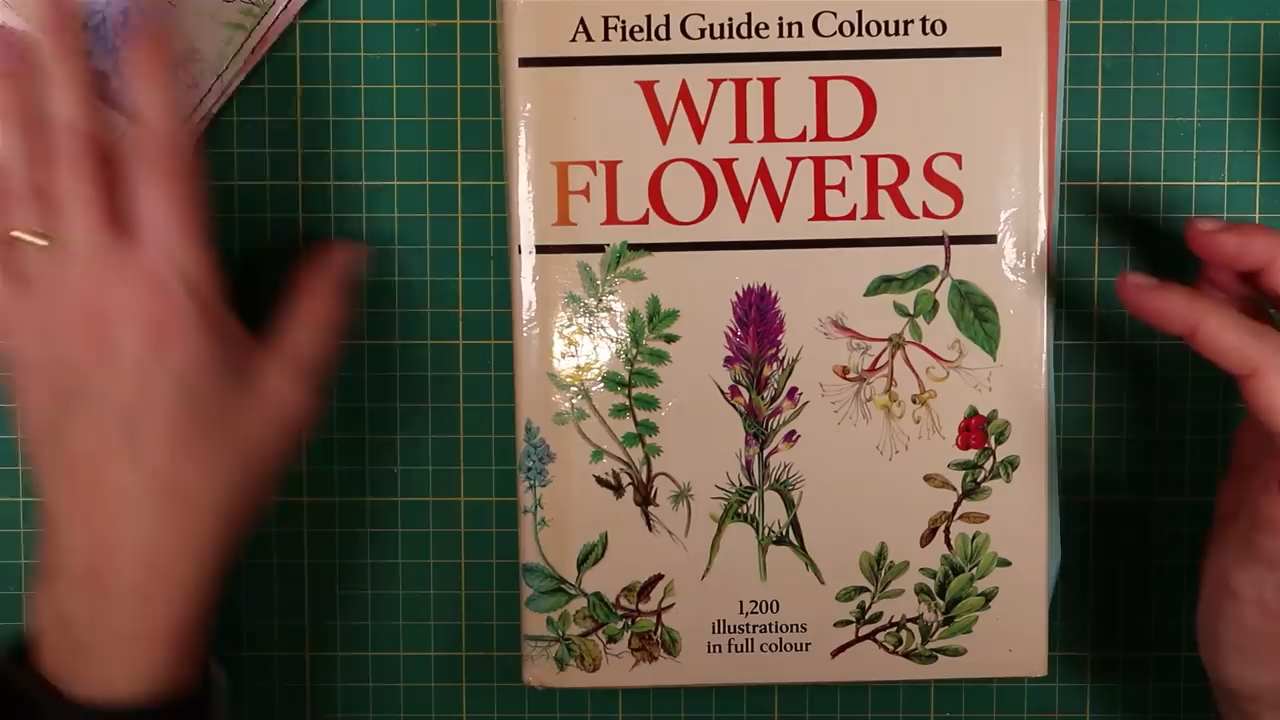 A Field Guide in Colour to
WILD
FLOWERS
1,200
illustrations
in full colour